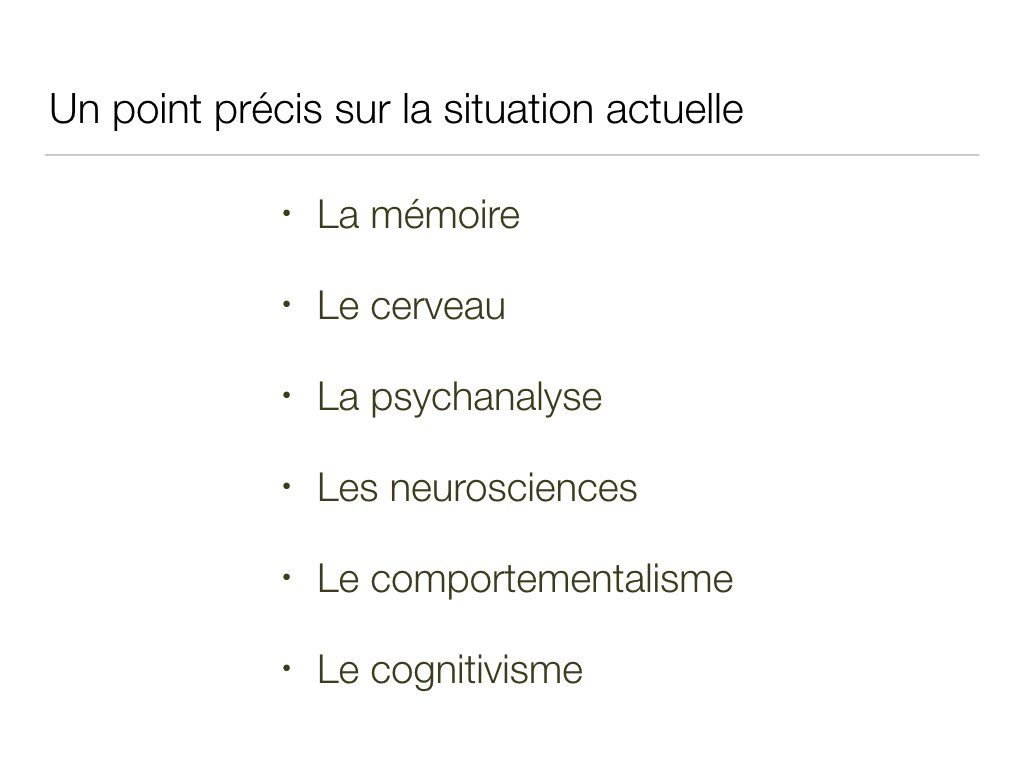 Un point précis sur la situation actuelle
• La mémoire
• Le cerveau
• La psychanalyse
• Les neurosciences
• Le comportementalisme
• Le cognitivisme